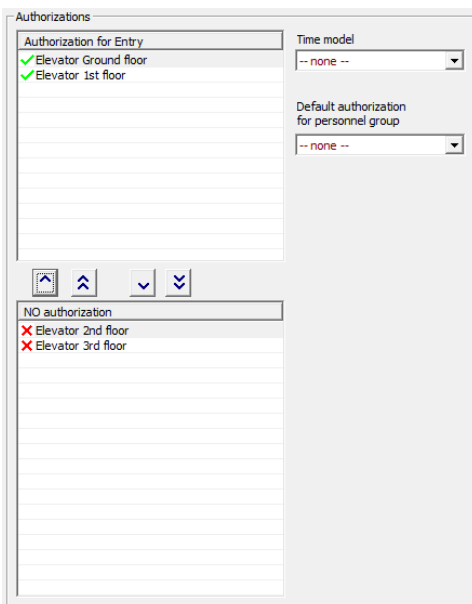 Authorizations
Authorization for Entry
Elevator Ground floor
Elevator 1st floor
Time model
-- none --
Default authorization
for personnel group
-- none --
NO authorization
Elevator 2nd floor
Elevator 3rd floor